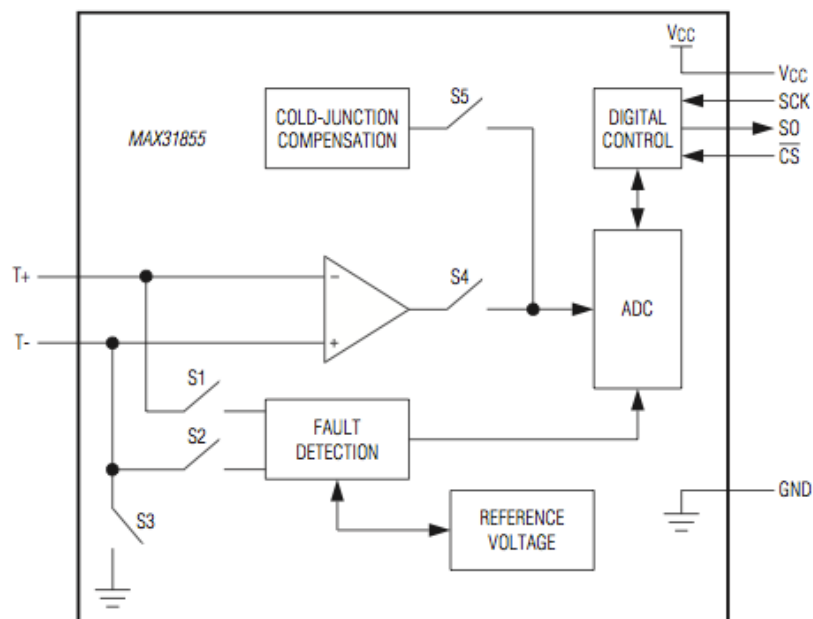 VCC
VCC
S5
SCK
COLD-JUNCTION
COMPENSATION
DIGITAL
CONTROL
SO
MAX31855
CS
T+
−
S4
ADC
T-
+
S1
FAULT
DETECTION
S2
GND
S3
REFERENCE
VOLTAGE